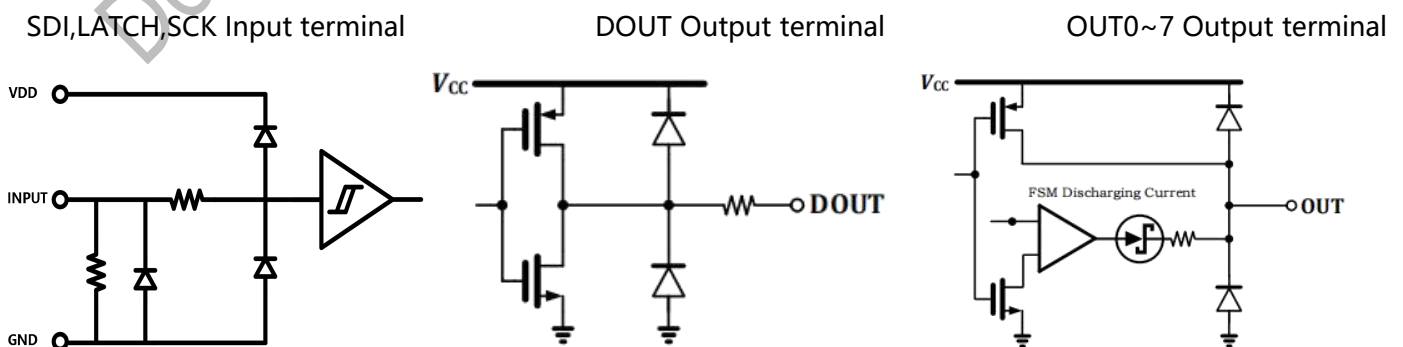 SDI,LATCH,SCK Input terminal
DOUT Output terminal
OUT0~7 Output terminal
VDD
INPUT
GND
VCC
DOUT
VCC
FSM Discharging Current
OUT